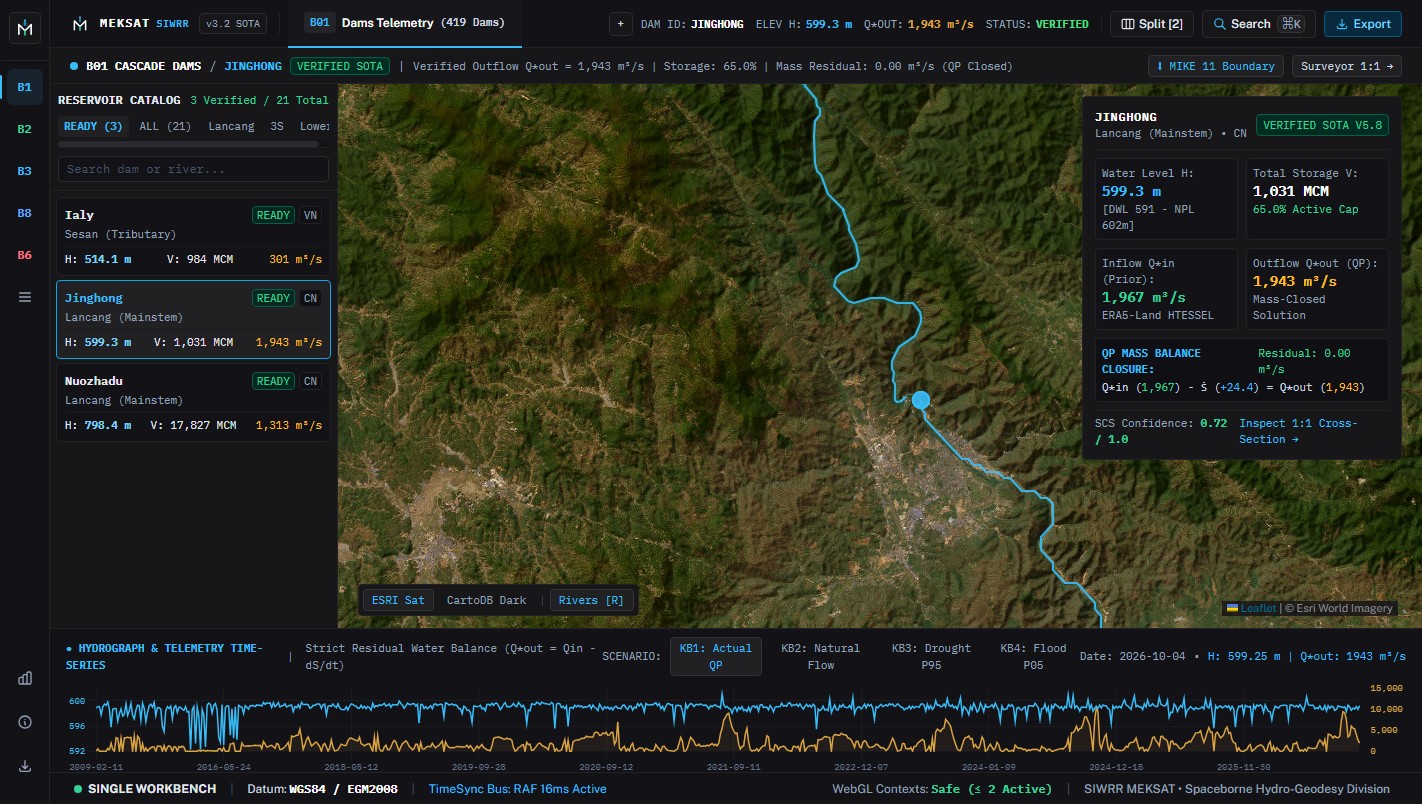 MEKSAT SIWRR v3.2 SOTA B01 Dams Telemetry (419 Dams) + DAM ID: JINGHONG ELEV H: 599.3 m Q*OUT: 1,943 m³/s STATUS: VERIFIED Split [2] Search ⌘K Export
B01 CASCADE DAMS / JINGHONG VERIFIED SOTA | Verified Outflow Q*out = 1,943 m³/s | Storage: 65.0% | Mass Residual: 0.00 m³/s (QP Closed) ⬇ MIKE 11 Boundary Surveyor 1:1 →
B1
B2
B3
B8
B6
RESERVOIR CATALOG 3 Verified / 21 Total
READY (3) ALL (21) Lancang 3S
Search dam or river...
Ialy READY VN
Sesan (Tributary)
H: 514.1 m V: 984 MCM 301 m³/s
Jinghong READY CN
Lancang (Mainstem)
H: 599.3 m V: 1,031 MCM 1,943 m³/s
Nuozhadu READY CN
Lancang (Mainstem)
H: 798.4 m V: 17,827 MCM 1,313 m³/s
JINGHONG
Lancang (Mainstem) • CN
VERIFIED SOTA V5.8
Water Level H:
599.3 m
[DWL 591 - NPL
602m]
Total Storage V:
1,031 MCM
65.0% Active Cap
Inflow Q*in
(Prior):
1,967 m³/s
ERA5-Land HTESSEL
Outflow Q*out (QP):
1,943 m³/s
Mass-Closed
Solution
QP MASS BALANCE
CLOSURE:
Residual: 0.00
m³/s
Q*in (1,967) - Ṡ (+24.4) = Q*out (1,943)
SCS Confidence: 0.72
/ 1.0
Inspect 1:1 Cross-
Section →
ESRI Sat CartoDB Dark | Rivers [R]
Leaflet | © Esri World Imagery
● HYDROGRAPH & TELEMETRY TIME-
SERIES
|
Strict Residual Water Balance (Q*out = Qin -
dS/dt)
SCENARIO:
KB1: Actual
QP
KB2: Natural
Flow
KB3: Drought
P95
KB4: Flood
P05
Date: 2026-10-04 • H: 599.25 m | Q*out: 1943 m³/s
600
596
592
15,000
10,000
5,000
0
2009-02-11 2016-05-24 2018-05-12 2019-09-28 2020-09-12 2021-09-11 2022-12-07 2024-01-09 2024-12-18 2025-11-30
SINGLE WORKBENCH | Datum: WGS84 / EGM2008 | TimeSync Bus: RAF 16ms Active WebGL Contexts: Safe (≤ 2 Active) | SIWRR MEKSAT • Spaceborne Hydro-Geodesy Division